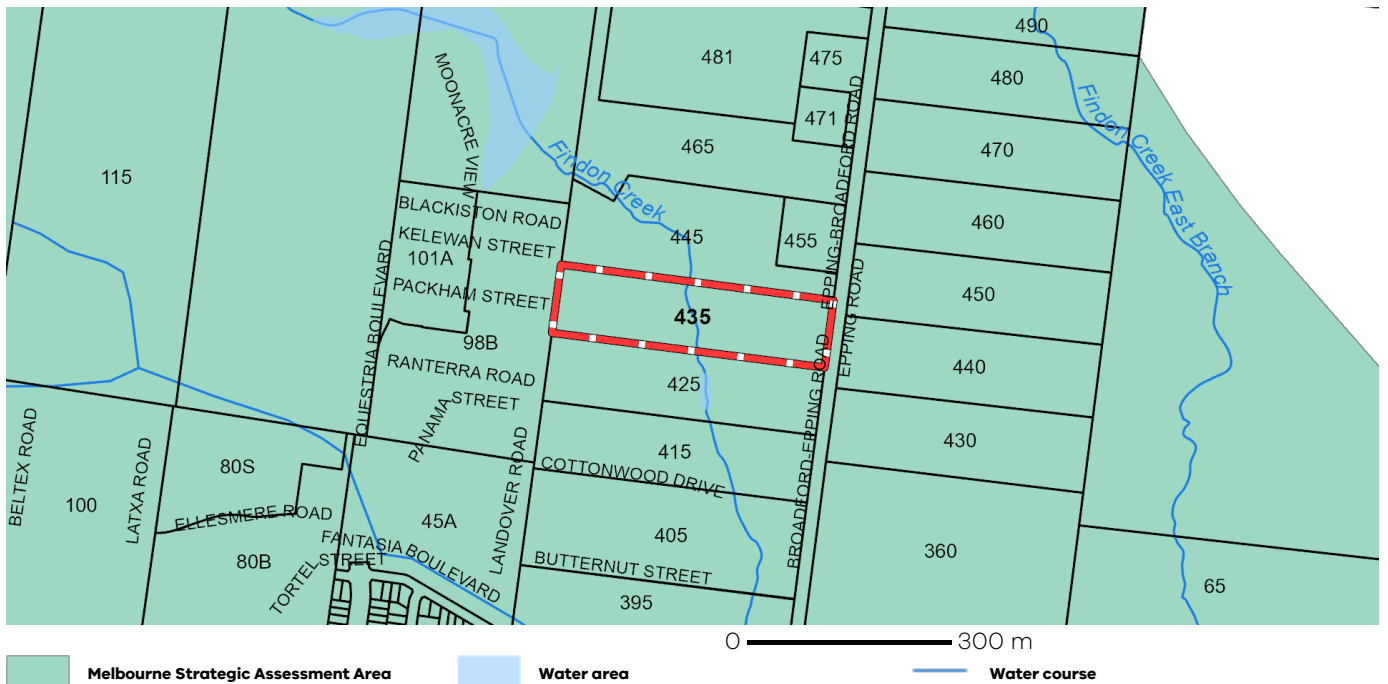 490
481
475
480
471
MOONACRE VIEW
EPPING-BROADFORD ROAD
Findon Creek East Branch
465
470
115
Findon Creek
BLACKISTON ROAD
460
KELEWAN STREET
445
455
101A
EQUESTRIA BOULEVARD
PACKHAM STREET
450
EPPING ROAD
435
98B
RANTERRA ROAD
440
425
PANAMA STREET
BROADFORD-EPPING ROAD
430
415
BELTEX ROAD
LATXA ROAD
80S
LANDOVER ROAD
COTTONWOOD DRIVE
100
ELLESMERE ROAD
45A
405
360
FANTASIA BOULEVARD
80B
TORTEL STREET
BUTTERNUT STREET
65
395
0 300 m
Melbourne Strategic Assessment Area
Water area
Water course